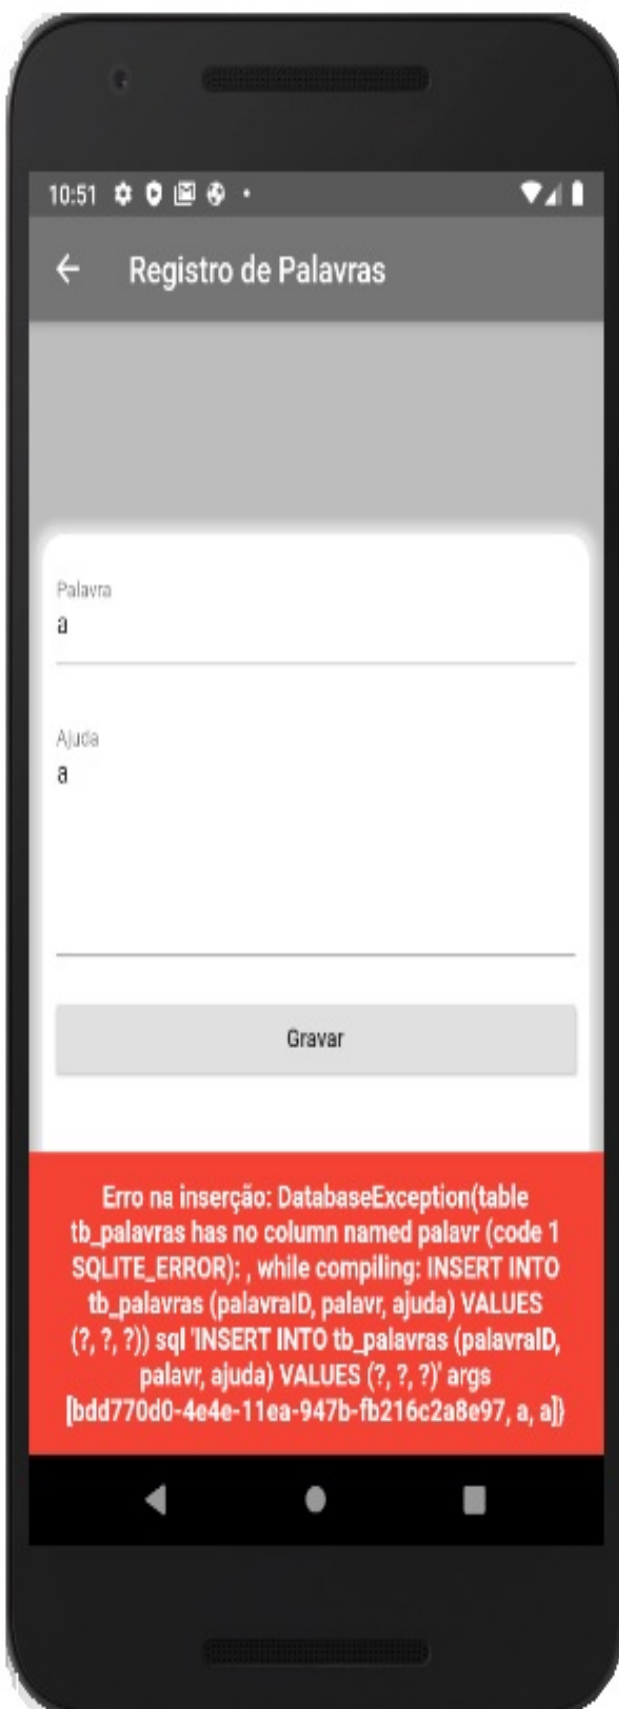 10:51
Registro de Palavras
Palavra
a
Ajuda
a
Gravar
Erro na inserção: DatabaseException(table
tb_palavras has no column named palavr (code 1
SQLITE_ERROR): , while compiling: INSERT INTO
tb_palavras (palavraID, palavr, ajuda) VALUES
(?, ?, ?)) sql 'INSERT INTO tb_palavras (palavraID,
palavr, ajuda) VALUES (?, ?, ?)' args
[bdd770d0-4e4e-11ea-947b-fb216c2a8e97, a, a]}